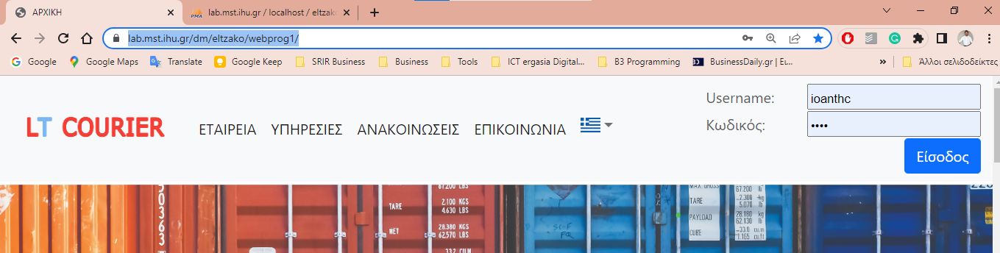 ΑΡΧΙΚΗ
lab.mst.ihu.gr / localhost / eltzako
lab.mst.ihu.gr/dm/eltzako/webprog1/
Google Google Maps Translate Google Keep SRIR Business Business Tools ICT ergasia Digital... B3 Programming BusinessDaily.gr | Ει... » Άλλοι σελιδοδείκτες
Username: ioanthc
LT COURIER ΕΤΑΙΡΕΙΑ ΥΠΗΡΕΣΙΕΣ ΑΝΑΚΟΙΝΩΣΕΙΣ ΕΠΙΚΟΙΝΩΝΙΑ
Κωδικός: ••••
Είσοδος
50363
67.200 LBS
TARE 2.100 KGS
4.630 LBS
NET 28.380 KGS
62.570 LBS
MAX. GROSS 67.200 lb
TARE 2.300 kg
5.070 lb
PAYLOAD 28.180 kg
62.130 lb
CUBE 33.0 cu.m
1.165 cu.ft